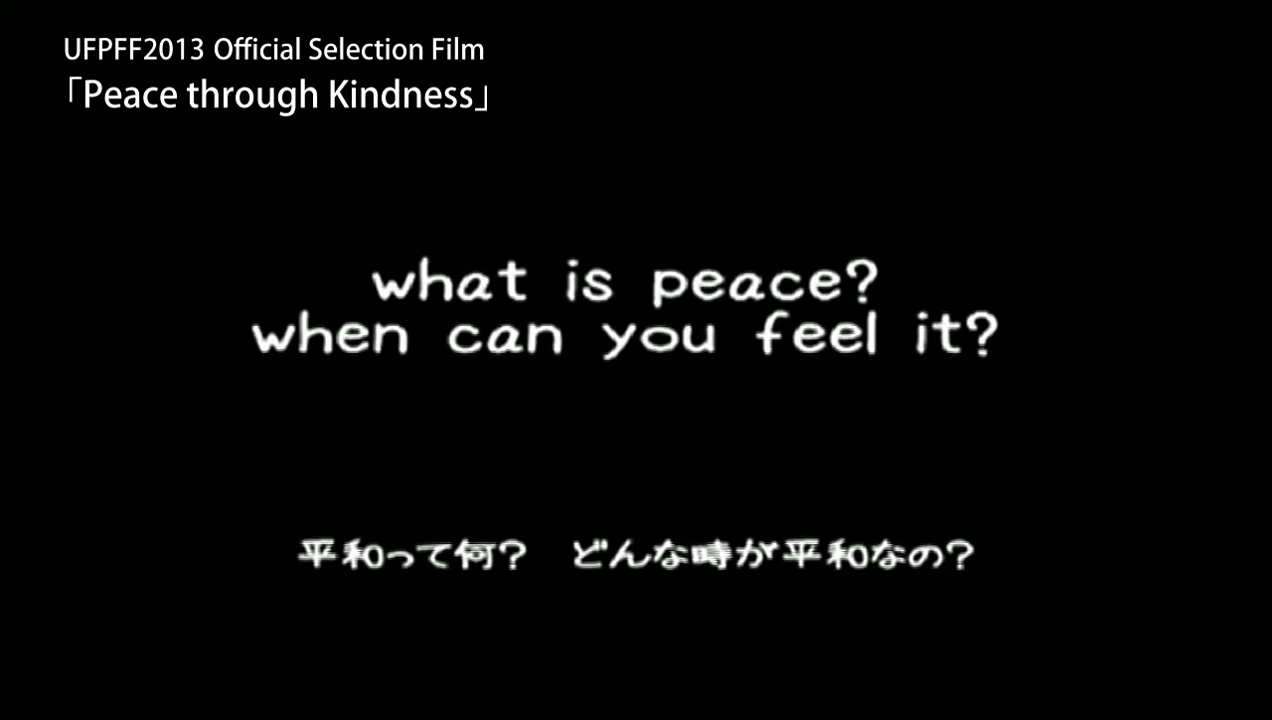 UFPFF2013 Official Selection Film
「Peace through Kindness」
what is peace?
when can you feel it?
平和って何？　どんな時が平和なの？